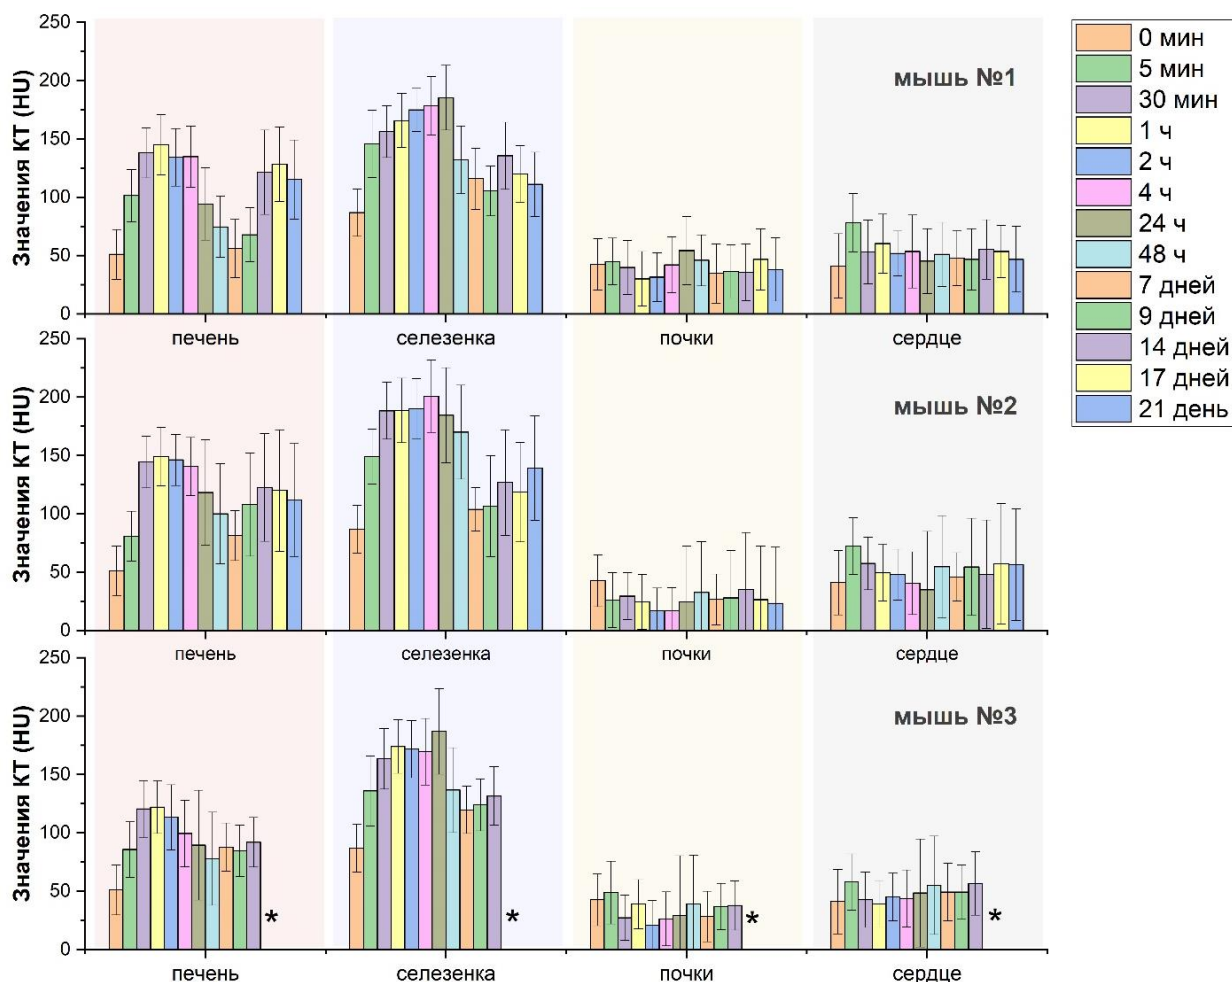 250
200
150
100
50
0
Значения КТ (HU)
мышь №1
печень
селезенка
почки
сердце
0 мин
5 мин
30 мин
1 ч
2 ч
4 ч
24 ч
48 ч
7 дней
9 дней
14 дней
17 дней
21 день
250
200
150
100
50
0
Значения КТ (HU)
мышь №2
печень
селезенка
почки
сердце
250
200
150
100
50
0
Значения КТ (HU)
мышь №3
*
*
*
*
печень
селезенка
почки
сердце